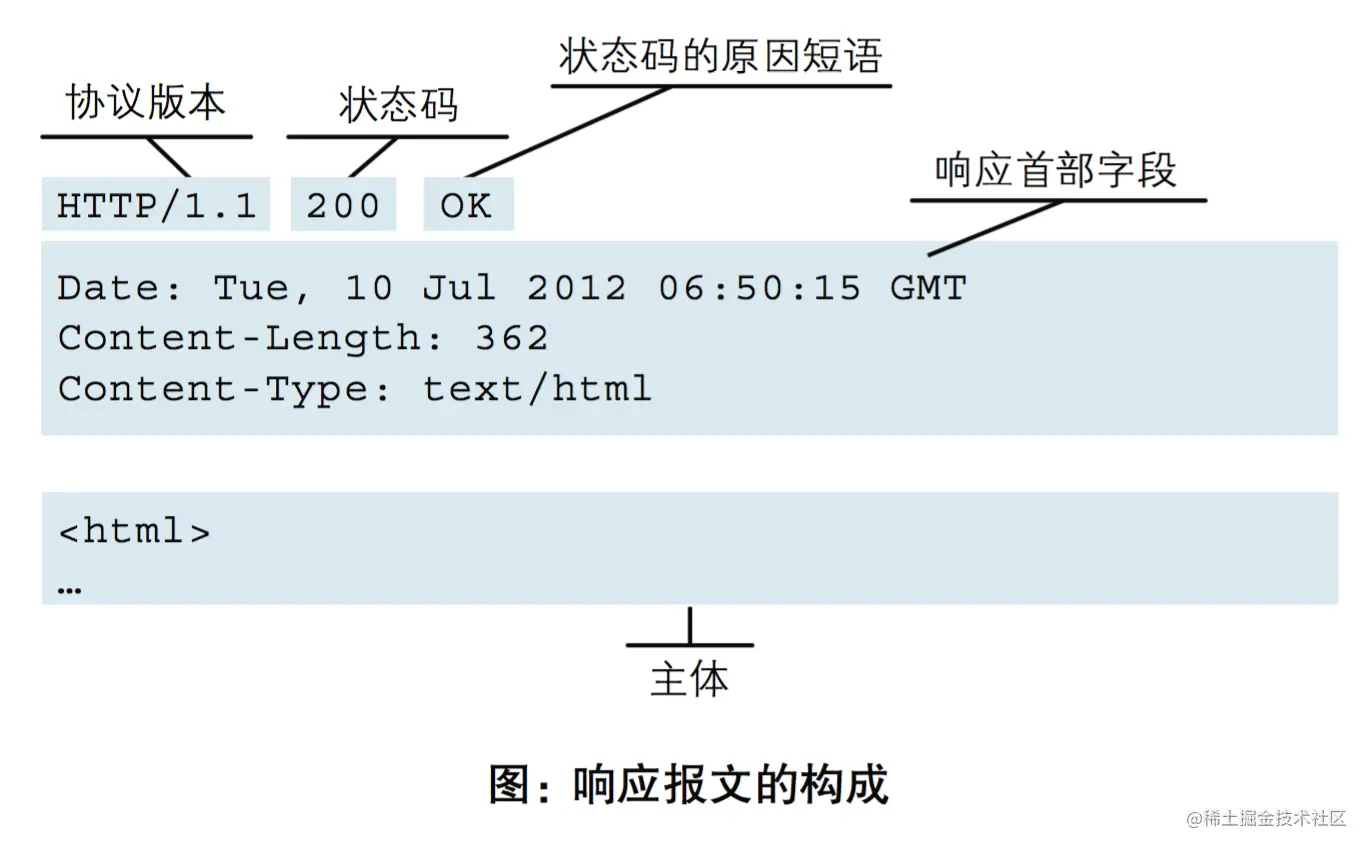 状态码的原因短语
协议版本 状态码
响应首部字段
HTTP/1.1 200 OK
Date: Tue, 10 Jul 2012 06:50:15 GMT
Content-Length: 362
Content-Type: text/html
<html>
…
主体
图：响应报文的构成
@稀土掘金技术社区